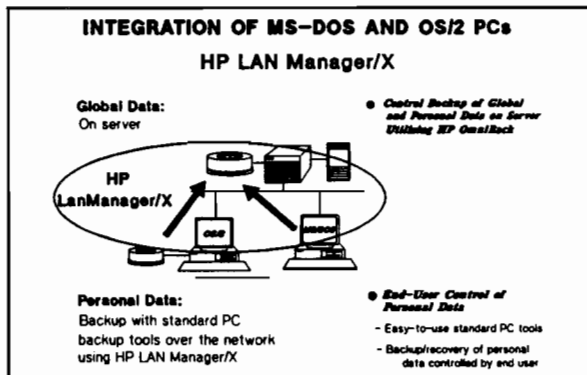 INTEGRATION OF MS-DOS AND OS/2 PCs
HP LAN Manager/X
Global Data:
On server
● Control Backup of Global
and Personal Data on Server
Utilizing HP OmniBack
HP
LanManager/X
OS/2
MS/DOS
Personal Data:
Backup with standard PC
backup tools over the network
using HP LAN Manager/X
● End-User Control of
Personal Data
- Easy-to-use standard PC tools
- Backup/recovery of personal
data controlled by end user